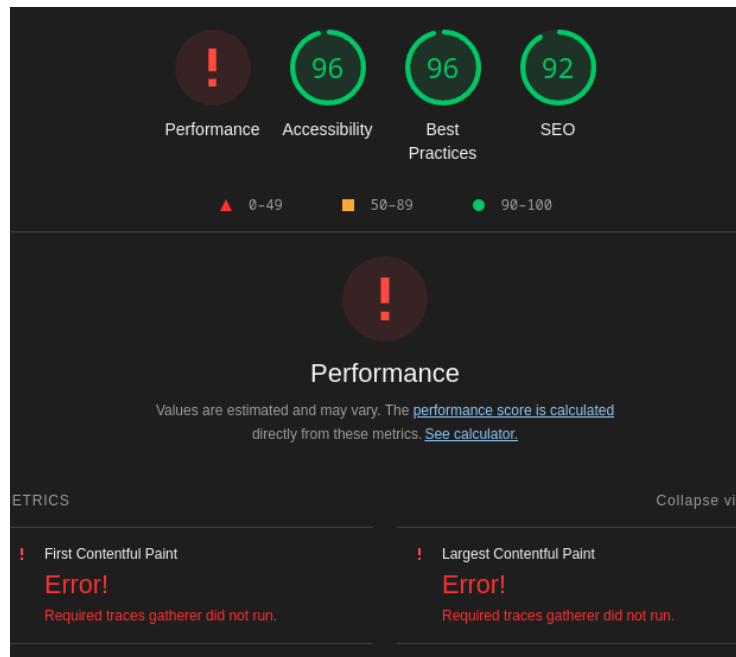 !
96
96
92
Performance
Accessibility
Best
Practices
SEO
0–49
50–89
90–100
!
Performance
Values are estimated and may vary. The performance score is calculated
directly from these metrics. See calculator.
ETRICS
Collapse vi
! First Contentful Paint
Error!
Required traces gatherer did not run.
! Largest Contentful Paint
Error!
Required traces gatherer did not run.